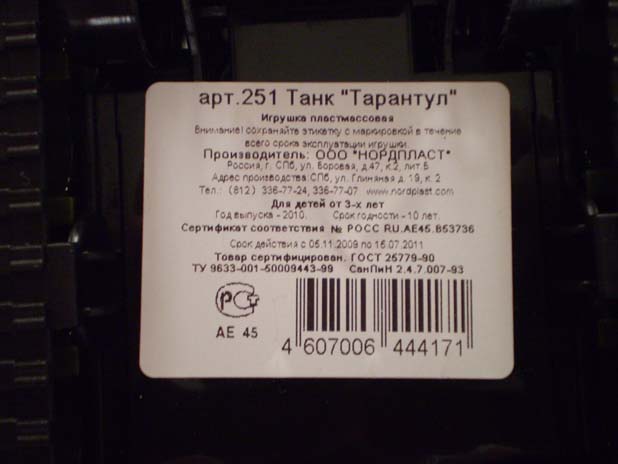 арт.251 Танк "Тарантул"
Игрушка пластмассовая
Внимание! сохраняйте этикетку с маркировкой в течение
всего срока эксплуатации игрушки.
Производитель: ООО "НОРДПЛАСТ"
Россия, г. СПб, ул. Боровая, д.47, к.2, лит.Б
Адрес производства:СПб, ул. Глиняная д. 19, к. 2
Тел.: (812) 336-77-24, 336-77-07 www.nordplast.com
Для детей от 3-х лет
Год выпуска - 2010. Срок годности - 10 лет.
Сертификат соответствия № РОСС RU.АЕ45.В53736
Срок действия с 05.11.2009 по 16.07.2011
Товар сертифицирован. ГОСТ 25779-90
ТУ 9633-001-50009443-99 СанПиН 2.4.7.007-93
РСТ
АЕ 45
4 607006 444171